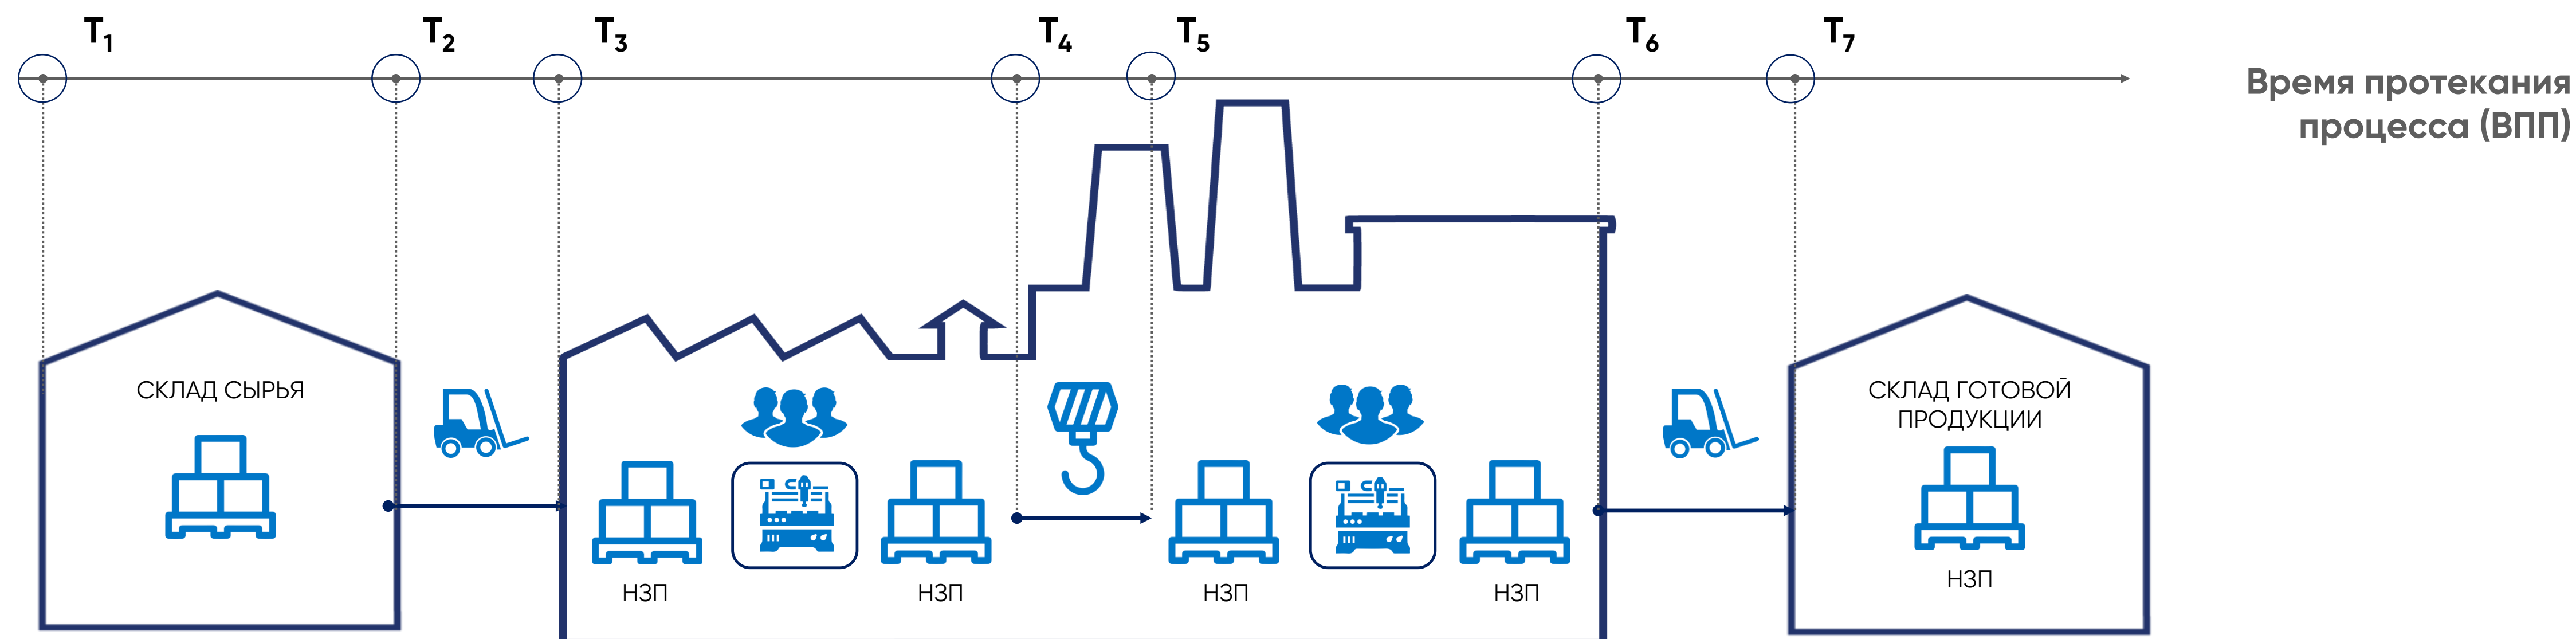 T1
T2
T3
T4
T5
T6
T7
Время протекания
процесса (ВПП)
СКЛАД СЫРЬЯ
СКЛАД ГОТОВОЙ
ПРОДУКЦИИ
НЗП
НЗП
НЗП
НЗП
НЗП